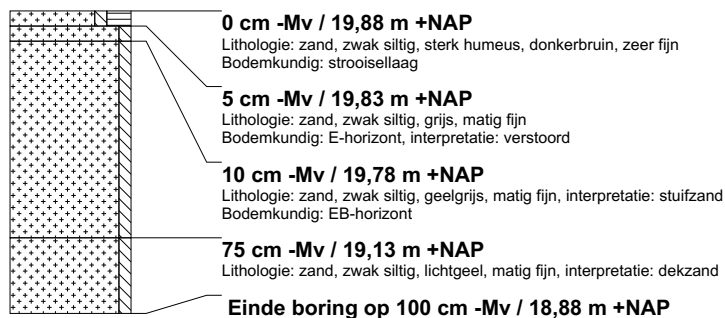 0 cm -Mv / 19,88 m +NAP
Lithologie: zand, zwak siltig, sterk humeus, donkerbruin, zeer fijn
Bodemkundig: strooisellaag
5 cm -Mv / 19,83 m +NAP
Lithologie: zand, zwak siltig, grijs, matig fijn
Bodemkundig: E-horizont, interpretatie: verstoord
10 cm -Mv / 19,78 m +NAP
Lithologie: zand, zwak siltig, geelgrijs, matig fijn, interpretatie: stuifzand
Bodemkundig: EB-horizont
75 cm -Mv / 19,13 m +NAP
Lithologie: zand, zwak siltig, lichtgeel, matig fijn, interpretatie: dekzand
Einde boring op 100 cm -Mv / 18,88 m +NAP